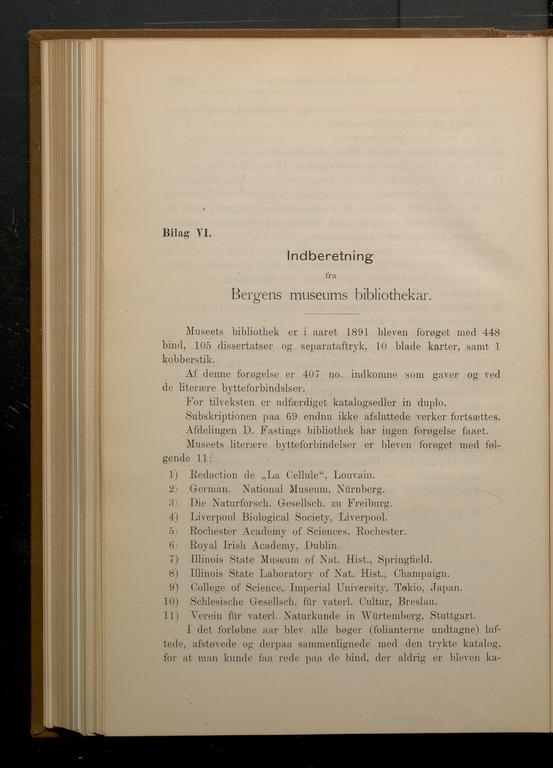 Bilag VI.
Indberetning
fra
Bergens museums bibliothekar.
Museets bibliothek er i aaret 1891 bleven forøget med 448
bind, 105 dissertatser og separataftryk, 10 blade karter, samt 1
kobberstik.
Af denne forøgelse er 407 no. indkomne som gaver og ved
de literære bytteforbindslser.
For tilveksten er udfærdiget katalogsedler in duplo.
Subskriptionen paa 69 endnu ikke afsluttede verker fortsættes.
Afdelingen D. Fastings bibliothek har ingen forøgelse faaet.
Museets literære bytteforbindelser er bleven forøget med føl-
gende 11:
1) Redaction de „La Cellule“, Louvain.
2) German. National Museum, Nürnberg.
3) Die Naturforsch. Gesellsch. zu Freiburg.
4) Liverpool Biological Society, Liverpool.
5) Rochester Academy of Sciences, Rochester.
6) Royal Irish Academy, Dublin.
7) Illinois State Museum of Nat. Hist., Springfield.
8) Illinois State Laboratory of Nat. Hist., Champaign.
9) College of Science, Imperial University, Tokio, Japan.
10) Schlesische Gesellsch. für vaterl. Cultur, Breslau.
11) Verein für vaterl. Naturkunde in Würtemberg, Stuttgart.
I det forløbne aar blev alle bøger (folianterne undtagne) luf-
tede, afstøvede og derpaa sammenlignede med den trykte katalog,
for at man kunde faa rede paa de bind, der aldrig er bleven ka-